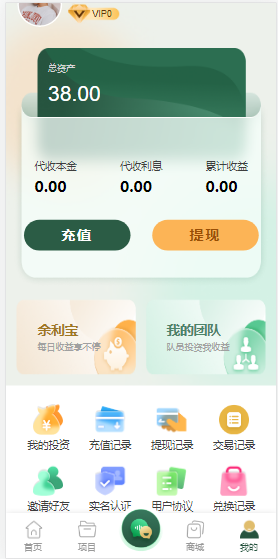 VIP0
总资产
38.00
代收本金 代收利息 累计收益
0.00 0.00 0.00
充值 提现
余利宝 我的团队
每日收益享不停 队员投资我收益
我的投资 充值记录 提现记录 交易记录
邀请好友 实名认证 用户协议 兑换记录
首页 项目 商城 我的